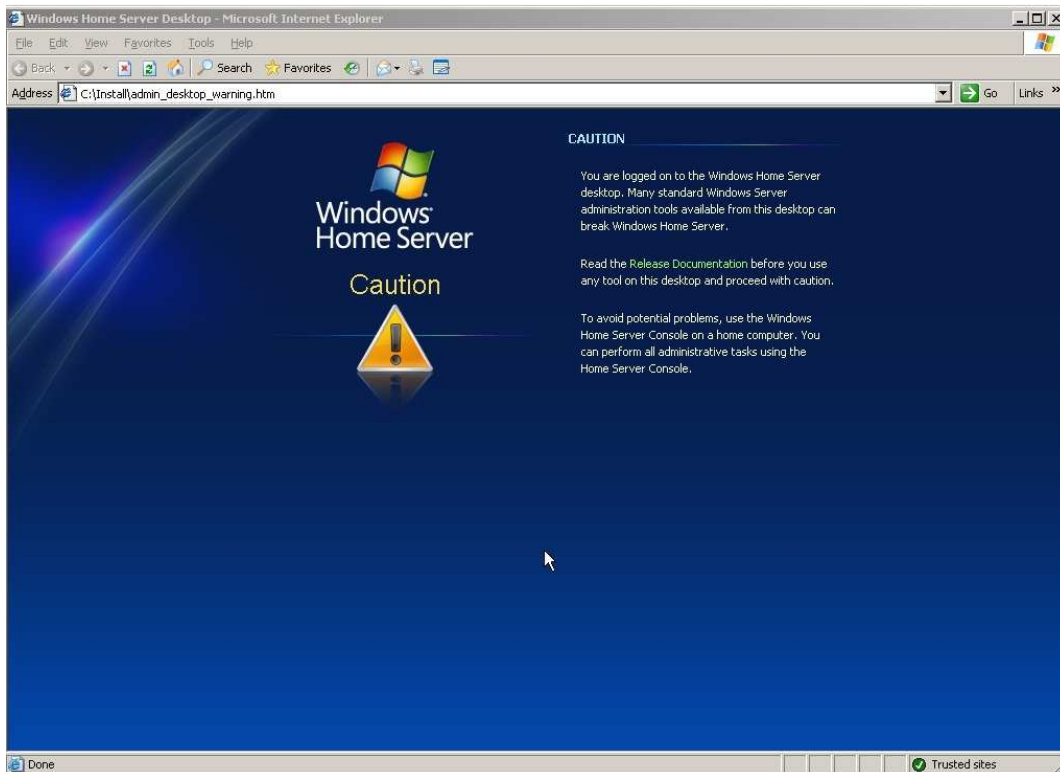 Windows Home Server Desktop - Microsoft Internet Explorer
File Edit View Favorites Tools Help
Back Search Favorites
Address C:\Install\admin_desktop_warning.htm Go Links »
Windows
Home Server
Caution
CAUTION
You are logged on to the Windows Home Server
desktop. Many standard Windows Server
administration tools available from this desktop can
break Windows Home Server.
Read the Release Documentation before you use
any tool on this desktop and proceed with caution.
To avoid potential problems, use the Windows
Home Server Console on a home computer. You
can perform all administrative tasks using the
Home Server Console.
Done Trusted sites